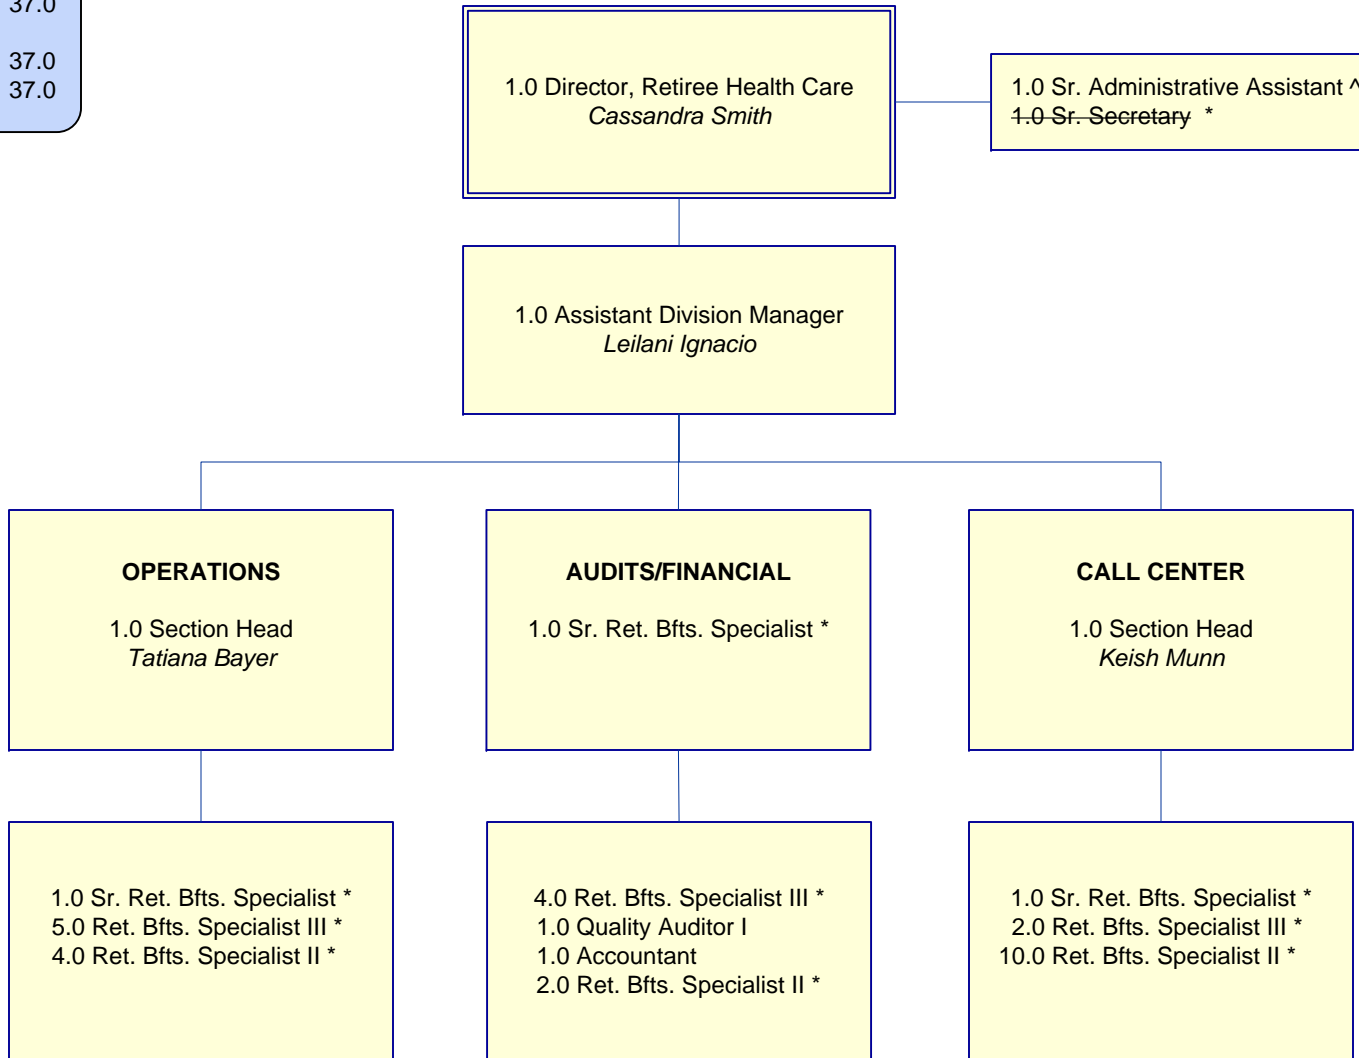 37.0
37.0
37.0
1.0 Director, Retiree Health Care
Cassandra Smith
1.0 Sr. Administrative Assistant ^
1.0 Sr. Secretary *
1.0 Assistant Division Manager
Leilani Ignacio
OPERATIONS
1.0 Section Head
Tatiana Bayer
AUDITS/FINANCIAL
1.0 Sr. Ret. Bfts. Specialist *
CALL CENTER
1.0 Section Head
Keish Munn
1.0 Sr. Ret. Bfts. Specialist *
5.0 Ret. Bfts. Specialist III *
4.0 Ret. Bfts. Specialist II *
4.0 Ret. Bfts. Specialist III *
1.0 Quality Auditor I
1.0 Accountant
2.0 Ret. Bfts. Specialist II *
1.0 Sr. Ret. Bfts. Specialist *
2.0 Ret. Bfts. Specialist III *
10.0 Ret. Bfts. Specialist II *